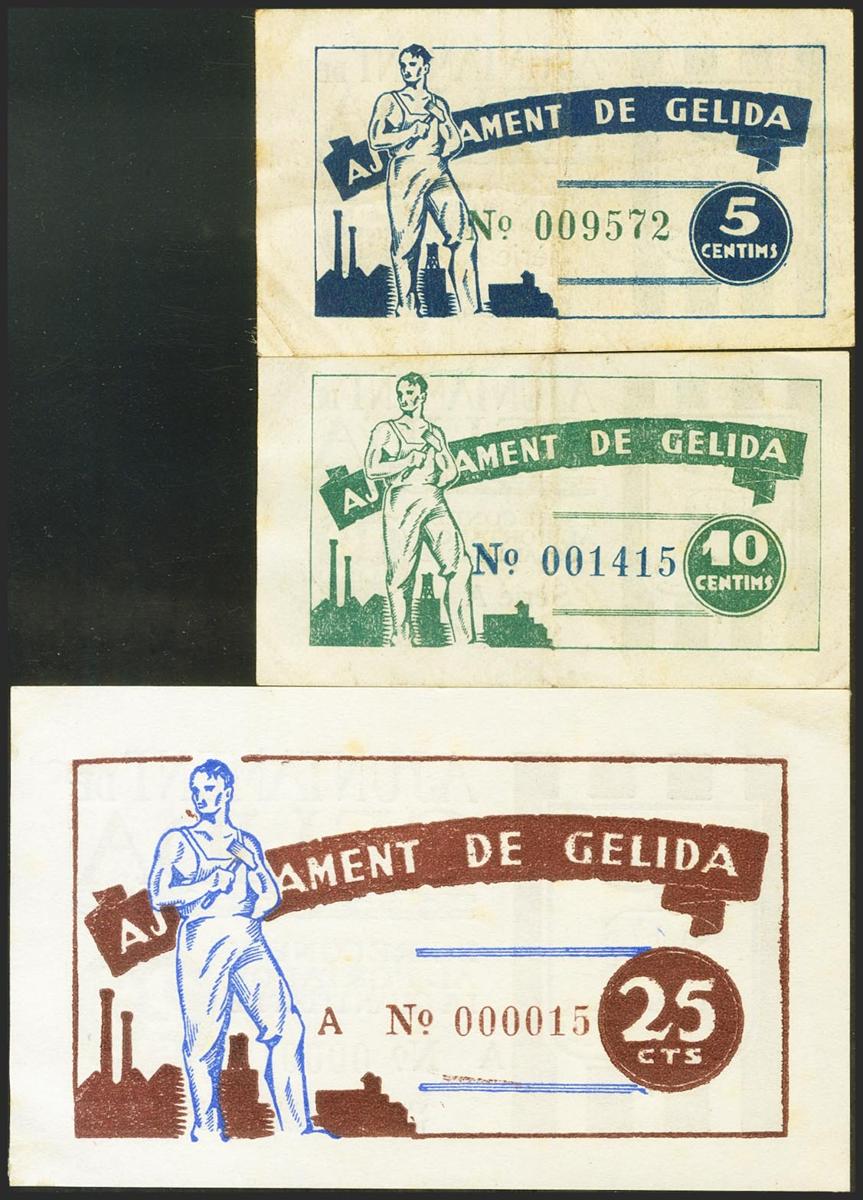 AJ AMENT DE GELIDA
Nº 009572
5
CENTIMS
AJ AMENT DE GELIDA
Nº 001415
10
CENTIMS
AJ AMENT DE GELIDA
A Nº 000015
25
CTS